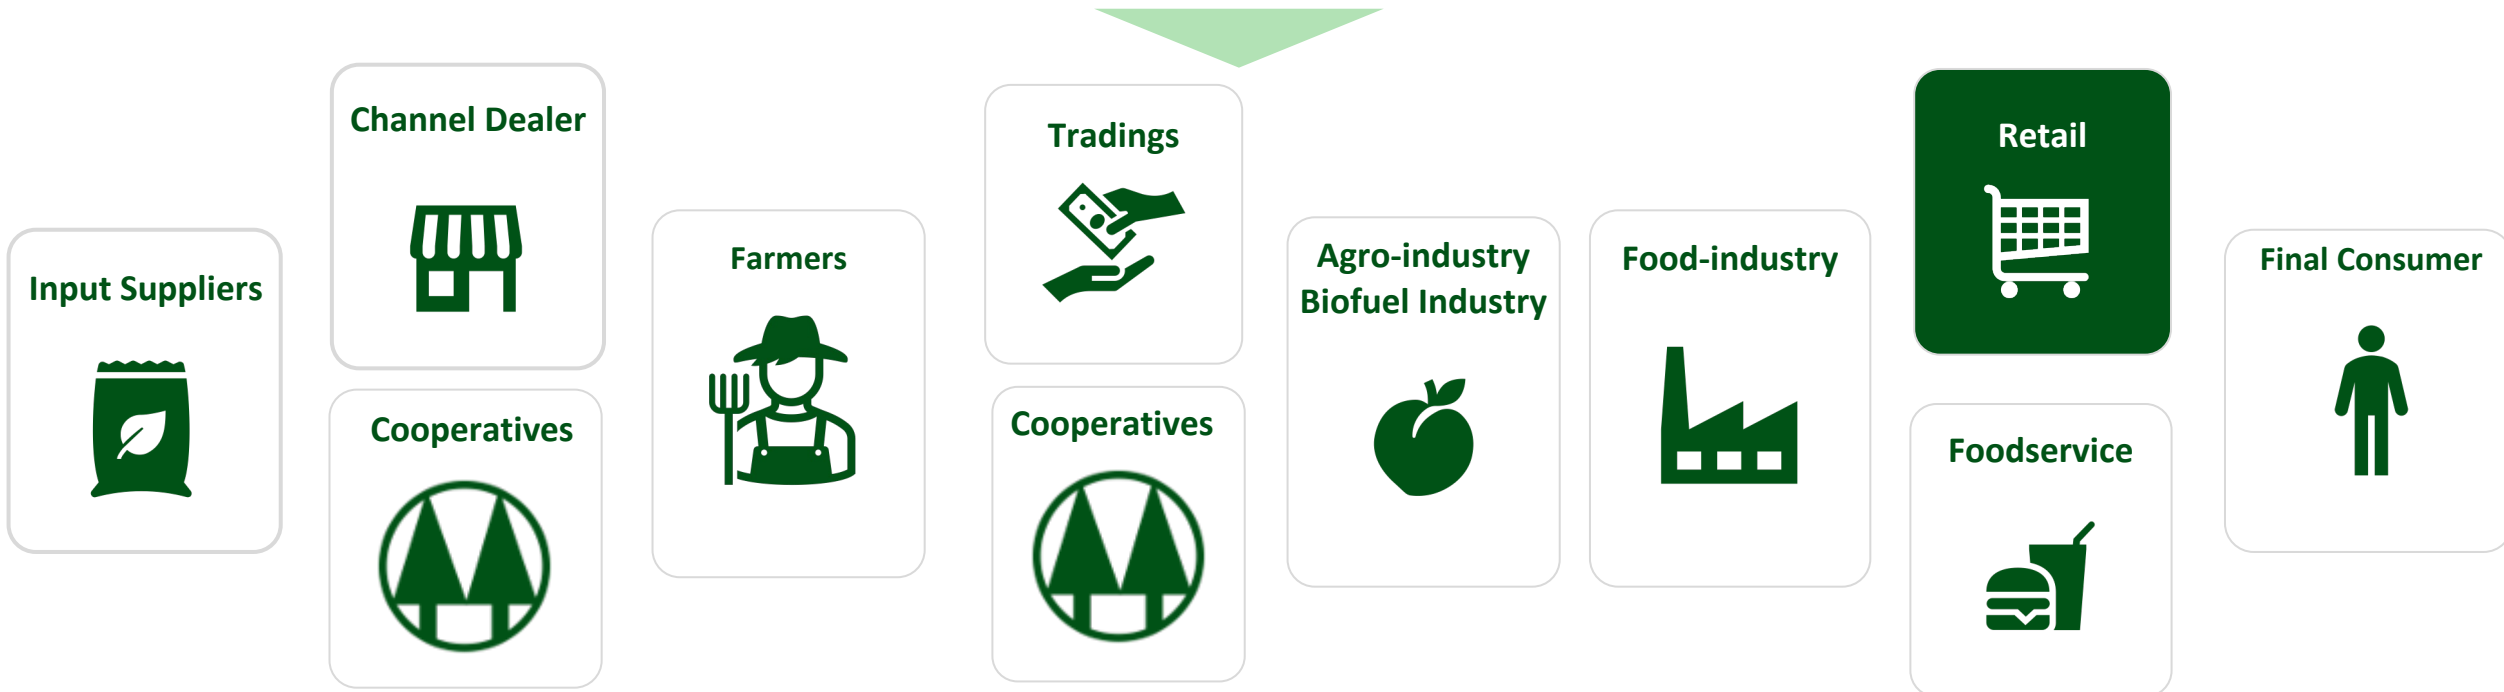 Input Suppliers
Channel Dealer
Cooperatives
Farmers
Tradings
Cooperatives
Agro-industry
Biofuel Industry
Food-industry
Retail
Foodservice
Final Consumer